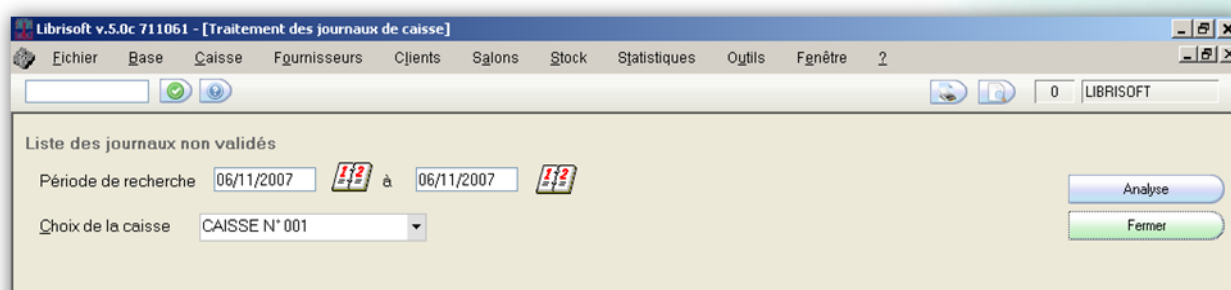 Librisoft v.5.0c 711061 - [Traitement des journaux de caisse]
Fichier Base Caisse Fournisseurs Clients Salons Stock Statistiques Outils Fenêtre ?
0 LIBRISOFT
Liste des journaux non validés
Période de recherche 06/11/2007 à 06/11/2007
Analyse
Choix de la caisse CAISSE N° 001
Fermer